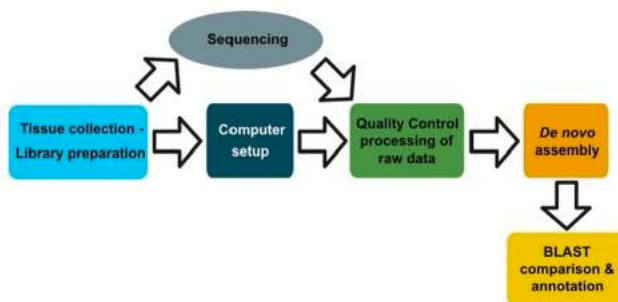 Sequencing
Tissue collection -
Library preparation
Computer
setup
Quality Control
processing of
raw data
De novo
assembly
BLAST
comparison &
annotation